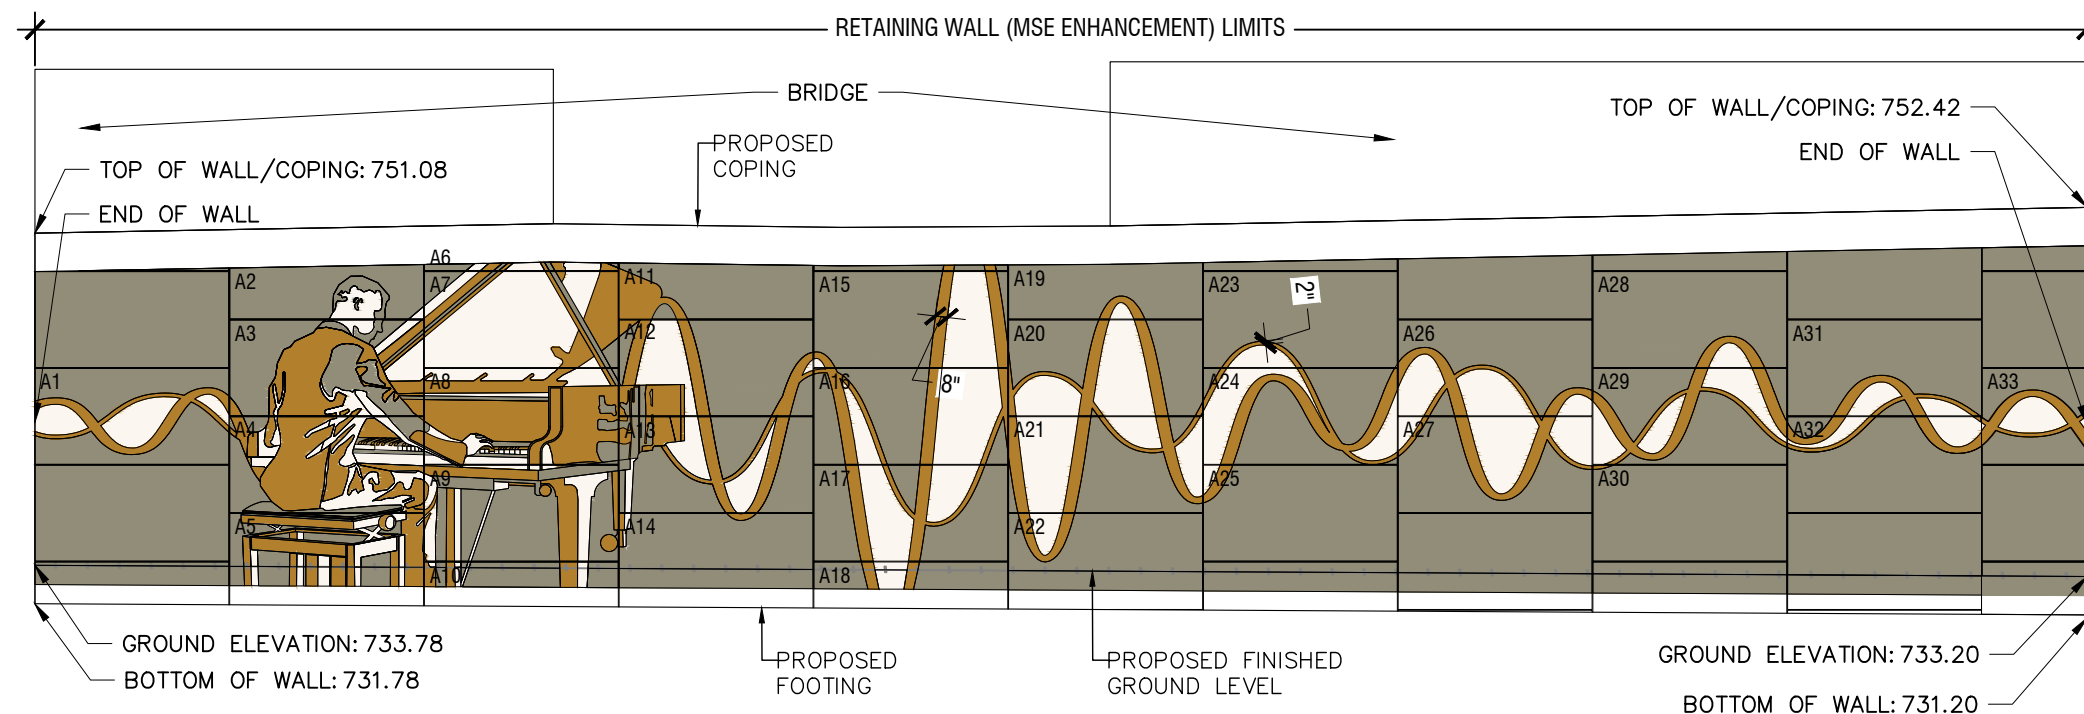 RETAINING WALL (MSE ENHANCEMENT) LIMITS
BRIDGE
TOP OF WALL/COPING: 752.42
END OF WALL
PROPOSED
COPING
TOP OF WALL/COPING: 751.08
END OF WALL
A1
A2
A3
A4
A5
A6
A7
A8
A9
A10
A11
A12
A13
A14
A15
A16
A17
A18
8"
A19
A20
A21
A22
A23
2"
A24
A25
A26
A27
A28
A29
A30
A31
A32
A33
GROUND ELEVATION: 733.78
BOTTOM OF WALL: 731.78
PROPOSED
FOOTING
PROPOSED FINISHED
GROUND LEVEL
GROUND ELEVATION: 733.20
BOTTOM OF WALL: 731.20